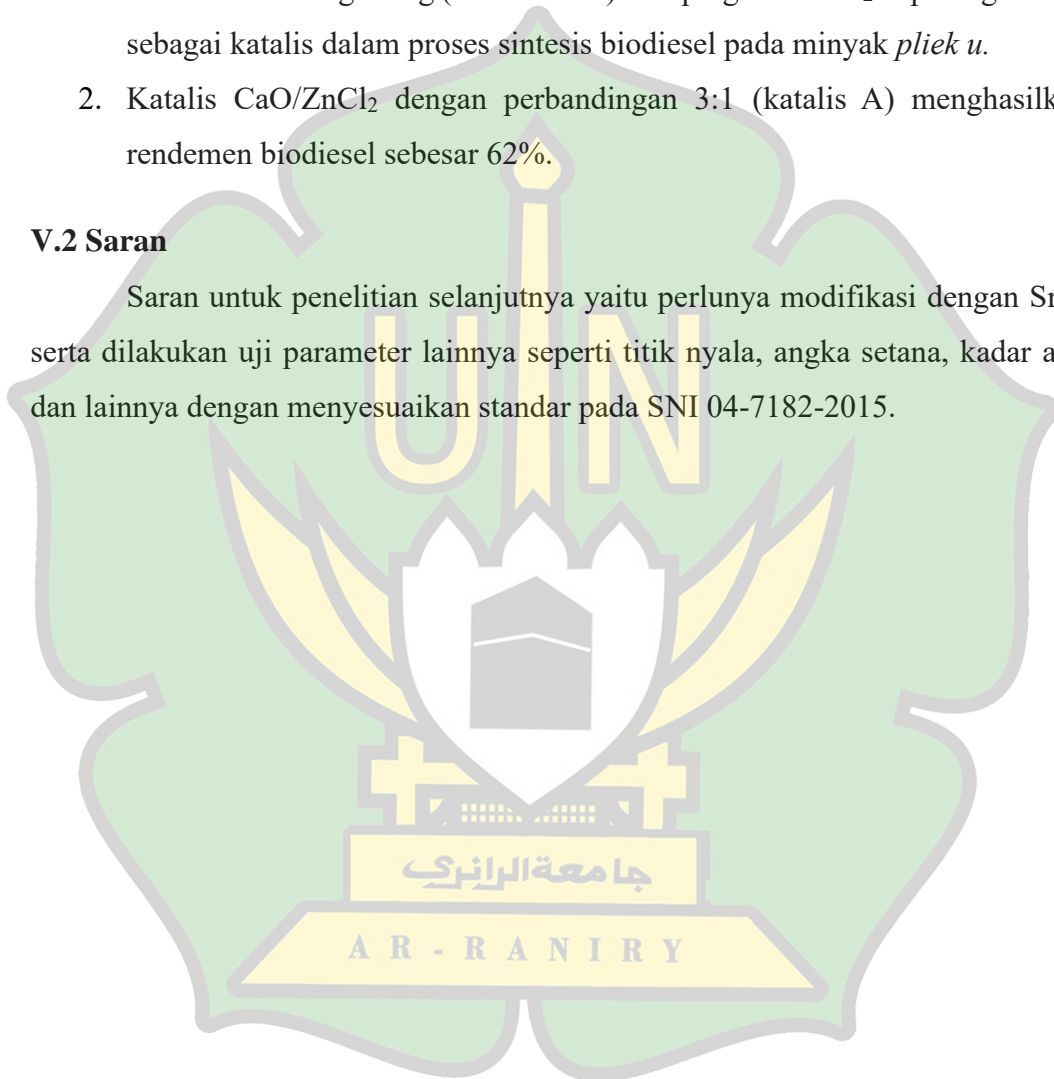 sebagai katalis dalam proses sintesis biodiesel pada minyak pliek u.
2. Katalis CaO/ZnCl₂ dengan perbandingan 3:1 (katalis A) menghasilk
rendemen biodiesel sebesar 62%.
V.2 Saran
Saran untuk penelitian selanjutnya yaitu perlunya modifikasi dengan
serta dilakukan uji parameter lainnya seperti titik nyala, angka setana, kadar a
dan lainnya dengan menyesuaikan standar pada SNI 04-7182-2015.
UIN
جامعة الرانري
AR-RANIRY